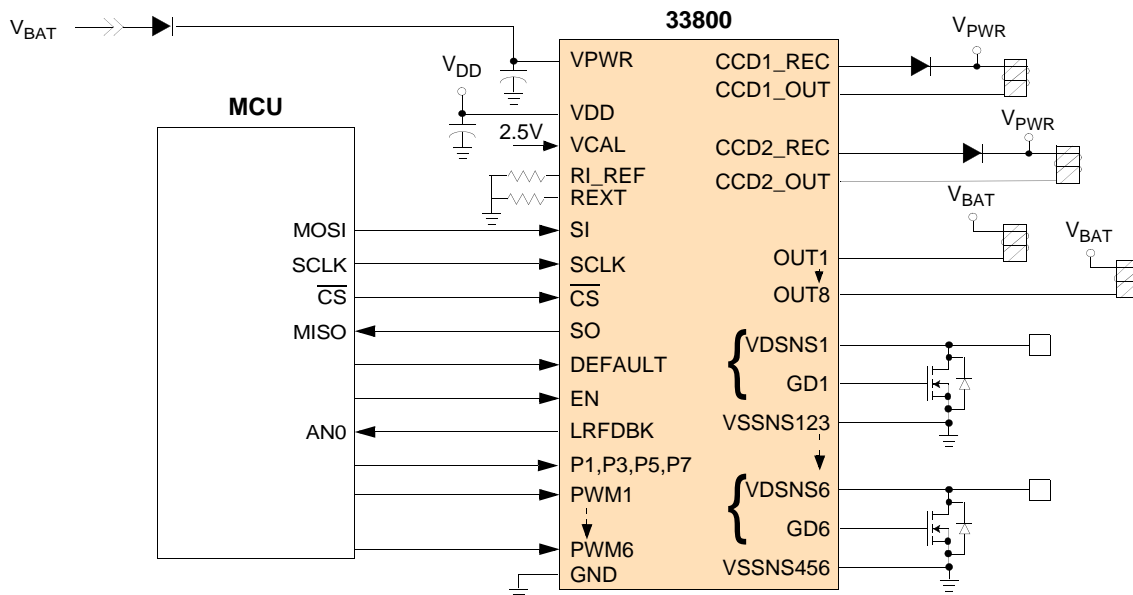 33800
V_BAT
V_DD
MCU
MOSI
SCLK
C̅S̅
MISO
AN0
2.5V
VPWR
VDD
VCAL
RI_REF
REXT
SI
SCLK
C̅S̅
SO
DEFAULT
EN
LRFDBK
P1,P3,P5,P7
PWM1
PWM6
GND
CCD1_REC
CCD1_OUT
CCD2_REC
CCD2_OUT
OUT1
OUT8
VDSNS1
GD1
VSSNS123
VDSNS6
GD6
VSSNS456
V_PWR
V_PWR
V_BAT
V_BAT